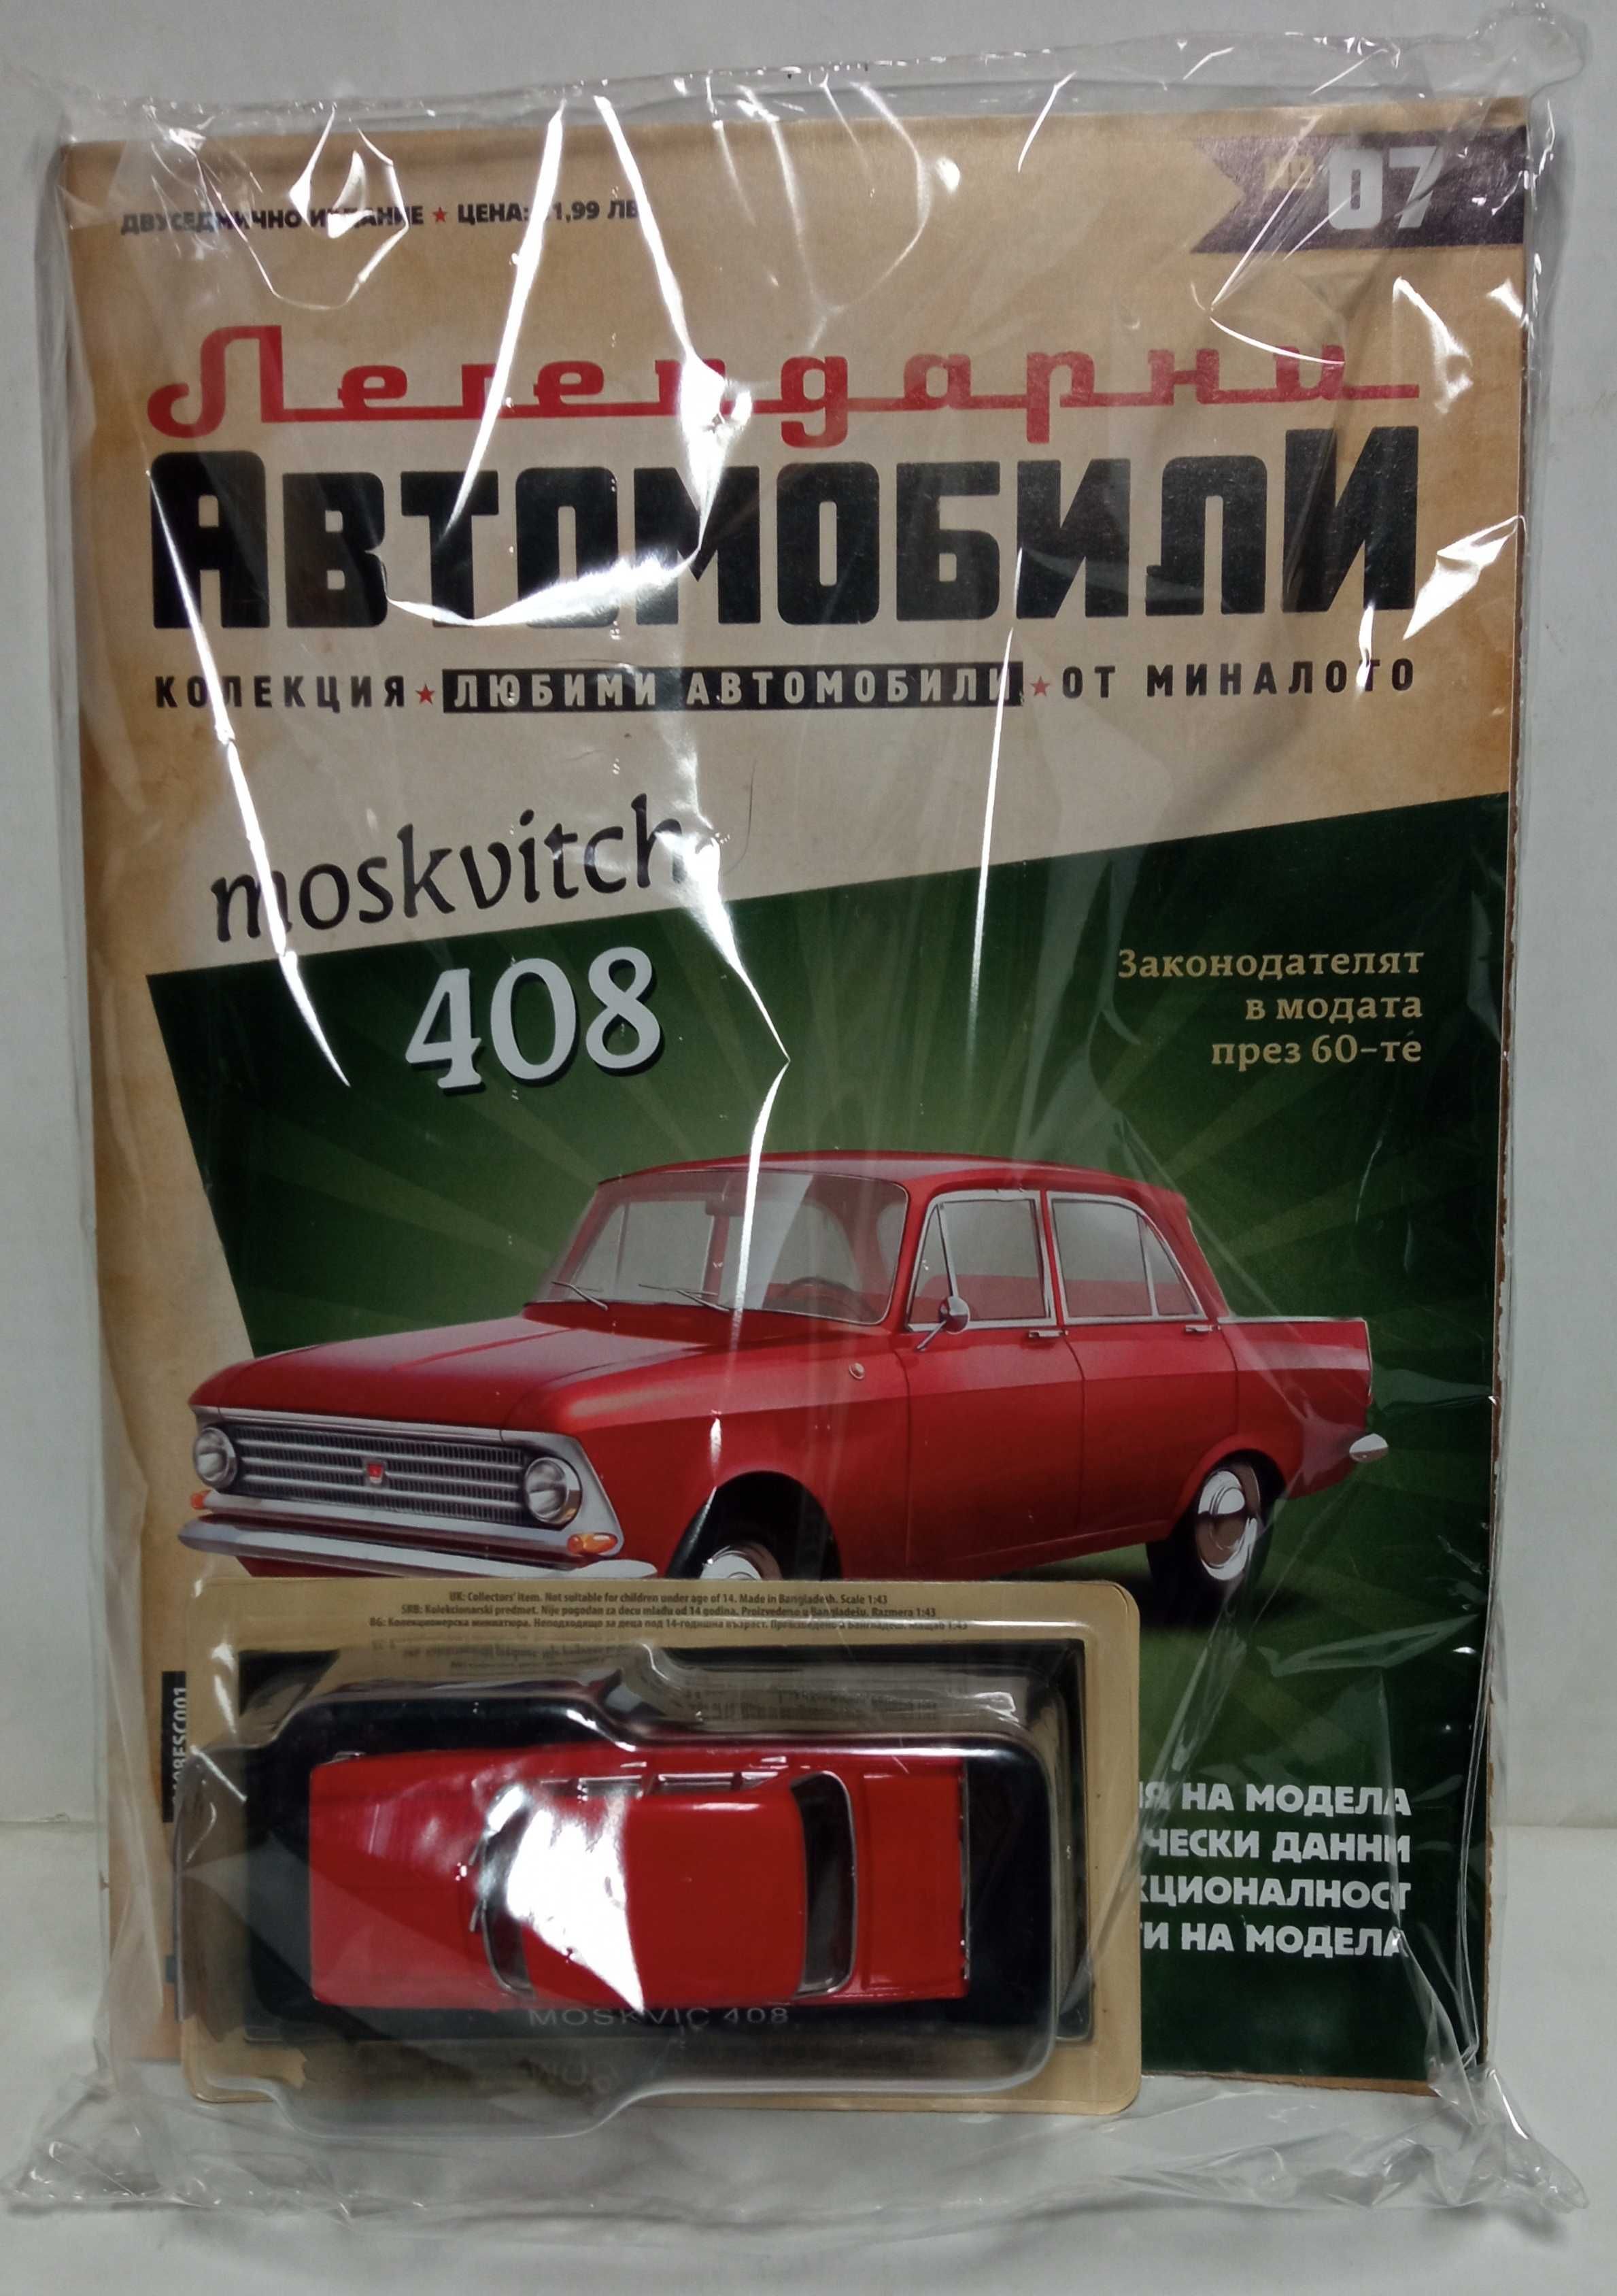 ДВУСЕДМИЧНО ИЗДАНИЕ ★ ЦЕНА: 1,99 ЛВ
07
Легендарни
АВТОМОБИЛИ
КОЛЕКЦИЯ ★ ЛЮБИМИ АВТОМОБИЛИ ★ ОТ МИНАЛОТО
moskvitch
408
Законодателят
в модата
през 60-те
UK: Collectors' item. Not suitable for children under age of 14. Made in Bangladesh. Scale 1:43
SRB: Kolekcionarski predmet. Nije pogodan za decu mlađu od 14 godina. Proizvedeno u Bangladešu. Razmera 1:43
BG: Колекционерска миниатюра. Неподходящо за деца под 14-годишна възраст. Произведено в Бангладеш. Мащаб 1:43
НА МОДЕЛА
ЧЕСКИ ДАННИ
КЦИОНАЛНОСТ
И НА МОДЕЛА
MOSKVIC 408